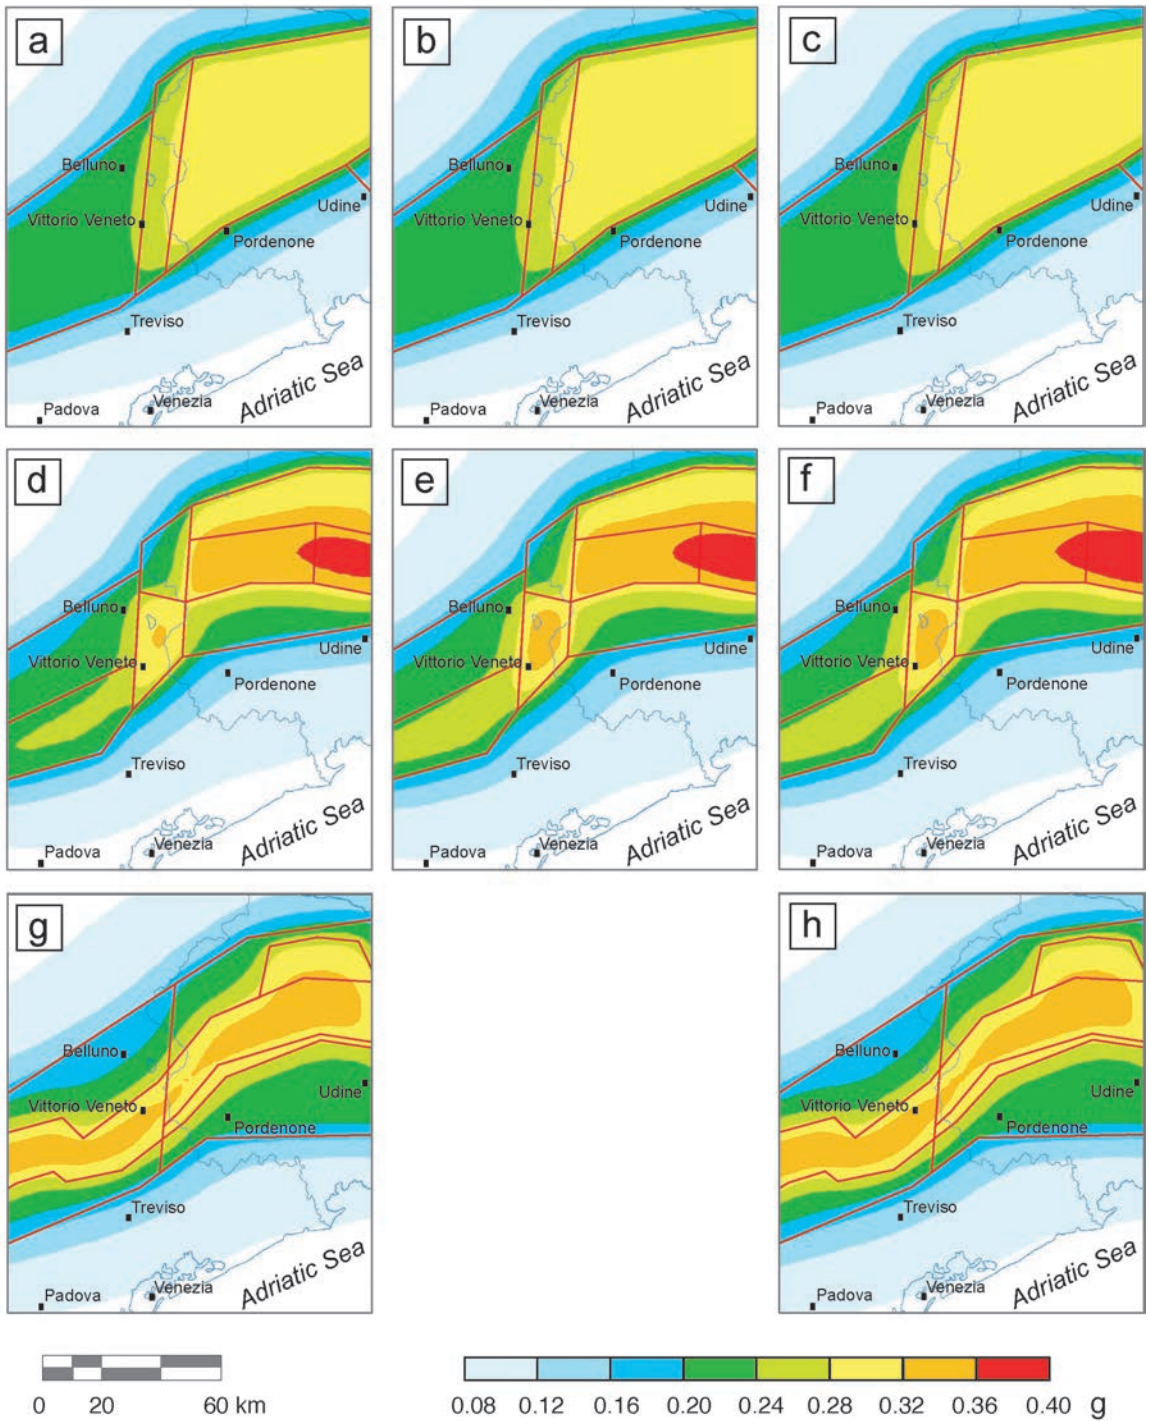 a
Belluno
Vittorio Veneto
Udine
Pordenone
Treviso
Adriatic Sea
Venezia
Padova
b
Belluno
Vittorio Veneto
Udine
Pordenone
Treviso
Adriatic Sea
Venezia
Padova
c
Belluno
Vittorio Veneto
Udine
Pordenone
Treviso
Adriatic Sea
Venezia
Padova
d
Belluno
Vittorio Veneto
Udine
Pordenone
Treviso
Adriatic Sea
Venezia
Padova
e
Belluno
Vittorio Veneto
Udine
Pordenone
Treviso
Adriatic Sea
Venezia
Padova
f
Belluno
Vittorio Veneto
Udine
Pordenone
Treviso
Adriatic Sea
Venezia
Padova
g
Belluno
Vittorio Veneto
Udine
Pordenone
Treviso
Adriatic Sea
Venezia
Padova
h
Belluno
Vittorio Veneto
Udine
Pordenone
Treviso
Adriatic Sea
Venezia
Padova
0 20 60 km
0.08 0.12 0.16 0.20 0.24 0.28 0.32 0.36 0.40 g